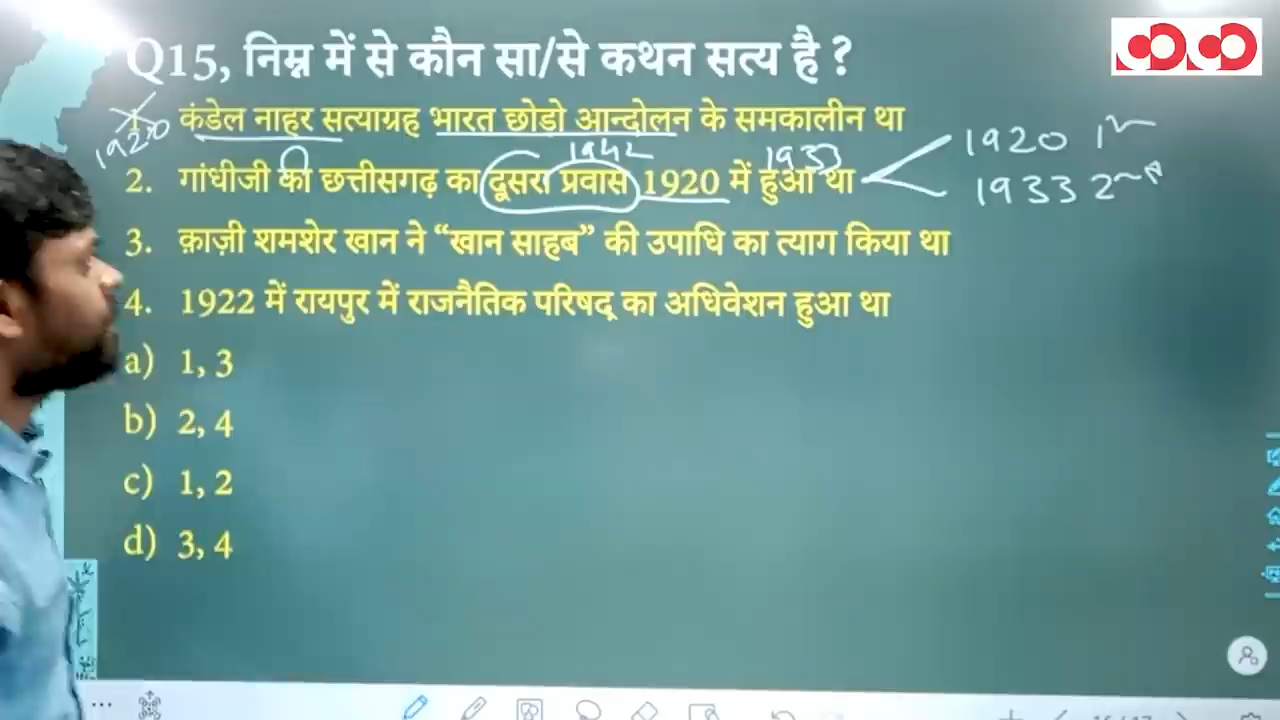 Q15, निम्न में से कौन सा/से कथन सत्य है ?
1920
कंडेल नाहर सत्याग्रह भारत छोडो आन्दोलन के समकालीन था
1942
1933
1920 1
1933 2nd
2. गांधीजी का छत्तीसगढ़ का दूसरा प्रवास 1920 में हुआ था
3. क़ाज़ी शमशेर खान ने “खान साहब” की उपाधि का त्याग किया था
4. 1922 में रायपुर में राजनैतिक परिषद् का अधिवेशन हुआ था
a) 1, 3
b) 2, 4
c) 1, 2
d) 3, 4